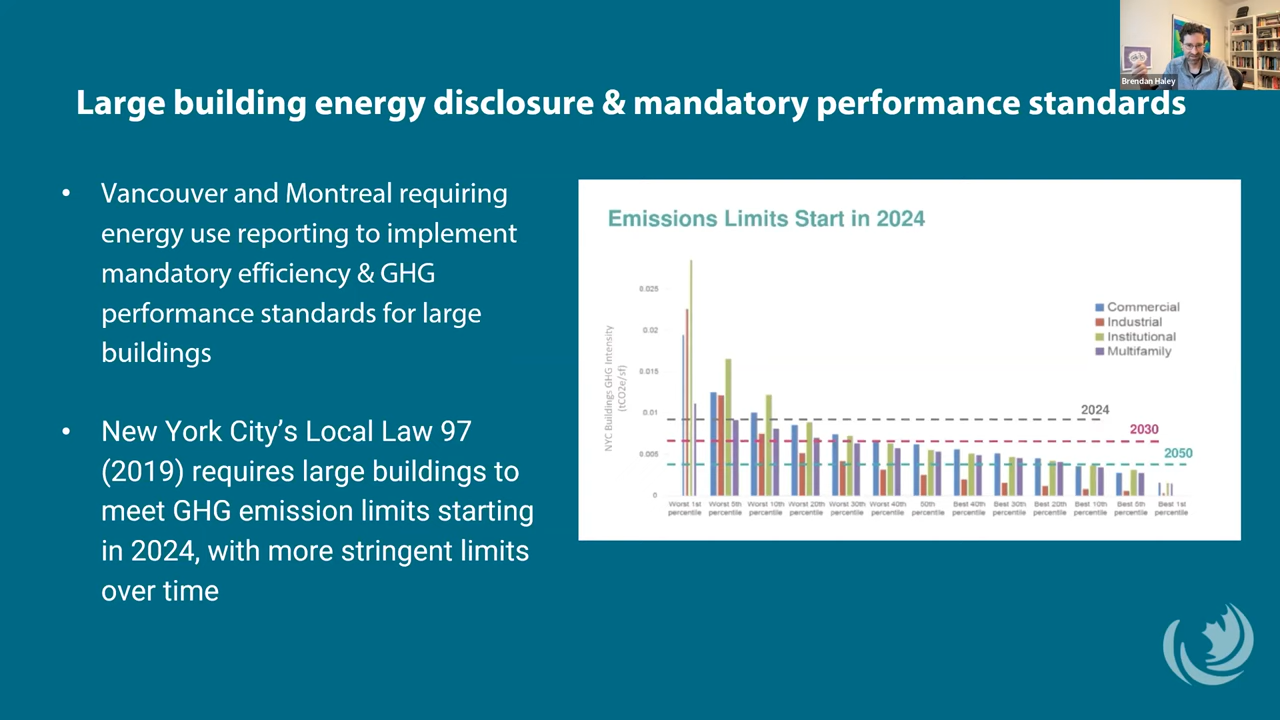 Brendan Haley
Large building energy disclosure & mandatory performance standards
• Vancouver and Montreal requiring
energy use reporting to implement
mandatory efficiency & GHG
performance standards for large
buildings
• New York City’s Local Law 97
(2019) requires large buildings to
meet GHG emission limits starting
in 2024, with more stringent limits
over time
Emissions Limits Start in 2024
NYC Buildings GHG Intensity
(tCO2e/sf)
0.025
0.02
0.015
0.01
0.005
0
Commercial
Industrial
Institutional
Multifamily
2024
2030
2050
Worst 1st percentile
Worst 5th percentile
Worst 10th percentile
Worst 20th percentile
Worst 30th percentile
Worst 40th percentile
50th percentile
Best 40th percentile
Best 30th percentile
Best 20th percentile
Best 10th percentile
Best 5th percentile
Best 1st percentile